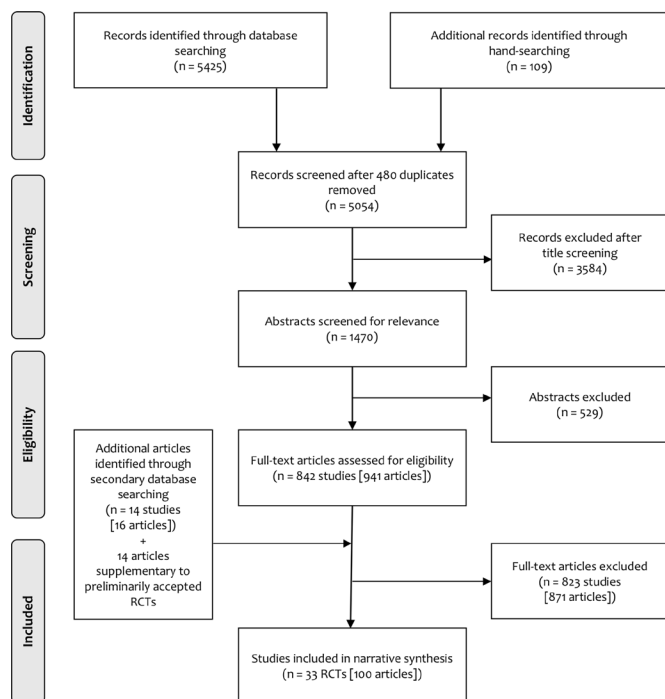 Identification
Records identified through database
searching
(n = 5425)
Additional records identified through
hand-searching
(n = 109)
Records screened after 480 duplicates
removed
(n = 5054)
Screening
Records excluded after
title screening
(n = 3584)
Abstracts screened for relevance
(n = 1470)
Eligibility
Abstracts excluded
(n = 529)
Additional articles
identified through
secondary database
searching
(n = 14 studies
[16 articles])
+
14 articles
supplementary to
preliminarily accepted
RCTs
Full-text articles assessed for eligibility
(n = 842 studies [941 articles])
Included
Full-text articles excluded
(n = 823 studies
[871 articles])
Studies included in narrative synthesis
(n = 33 RCTs [100 articles])